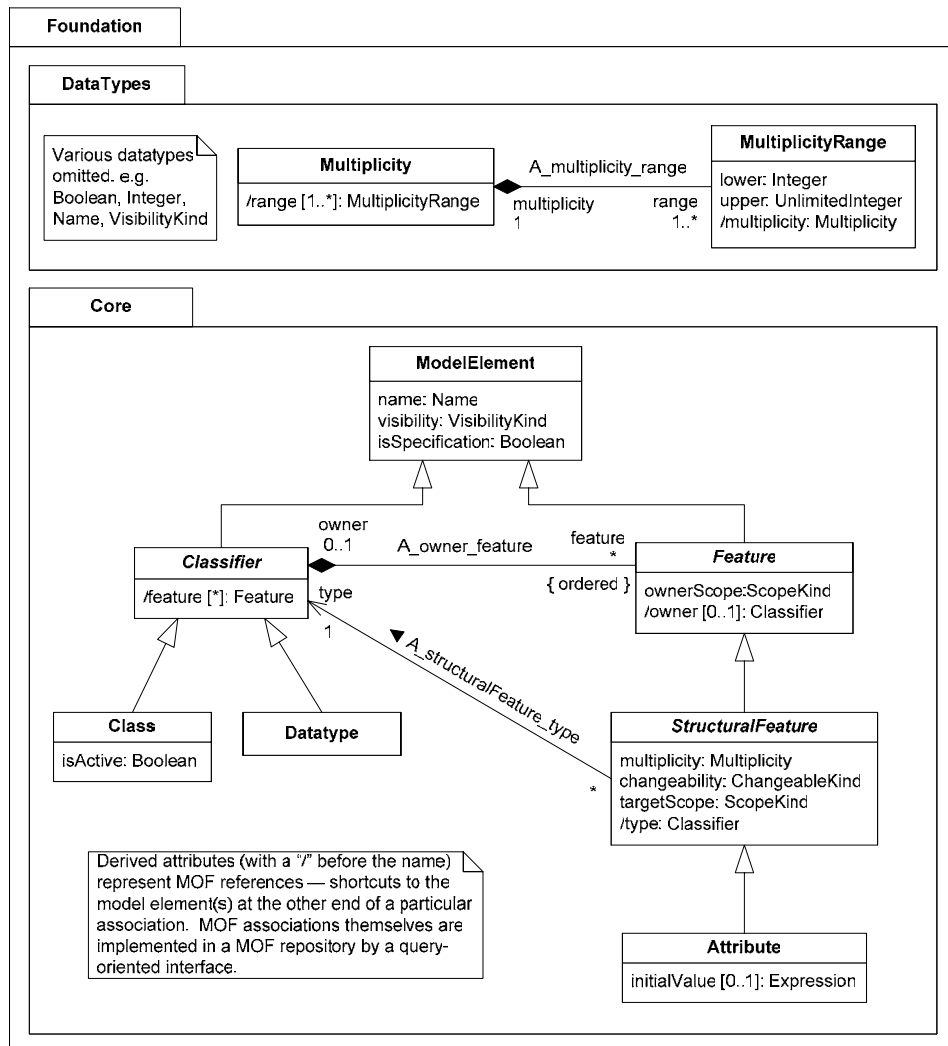 Foundation
DataTypes
Various datatypes
omitted. e.g.
Boolean, Integer,
Name, VisibilityKind
Multiplicity
/range [1..*]: MultiplicityRange
A_multiplicity_range
multiplicity
1
range
1..*
MultiplicityRange
lower: Integer
upper: UnlimitedInteger
/multiplicity: Multiplicity
Core
ModelElement
name: Name
visibility: VisibilityKind
isSpecification: Boolean
owner
0..1
A_owner_feature
feature
*
{ ordered }
Classifier
/feature [*]: Feature
type
1
Feature
ownerScope:ScopeKind
/owner [0..1]: Classifier
A_structuralFeature_type
*
Class
isActive: Boolean
Datatype
StructuralFeature
multiplicity: Multiplicity
changeability: ChangeableKind
targetScope: ScopeKind
/type: Classifier
Derived attributes (with a “/” before the name)
represent MOF references — shortcuts to the
model element(s) at the other end of a particular
association. MOF associations themselves are
implemented in a MOF repository by a query-
oriented interface.
Attribute
initialValue [0..1]: Expression